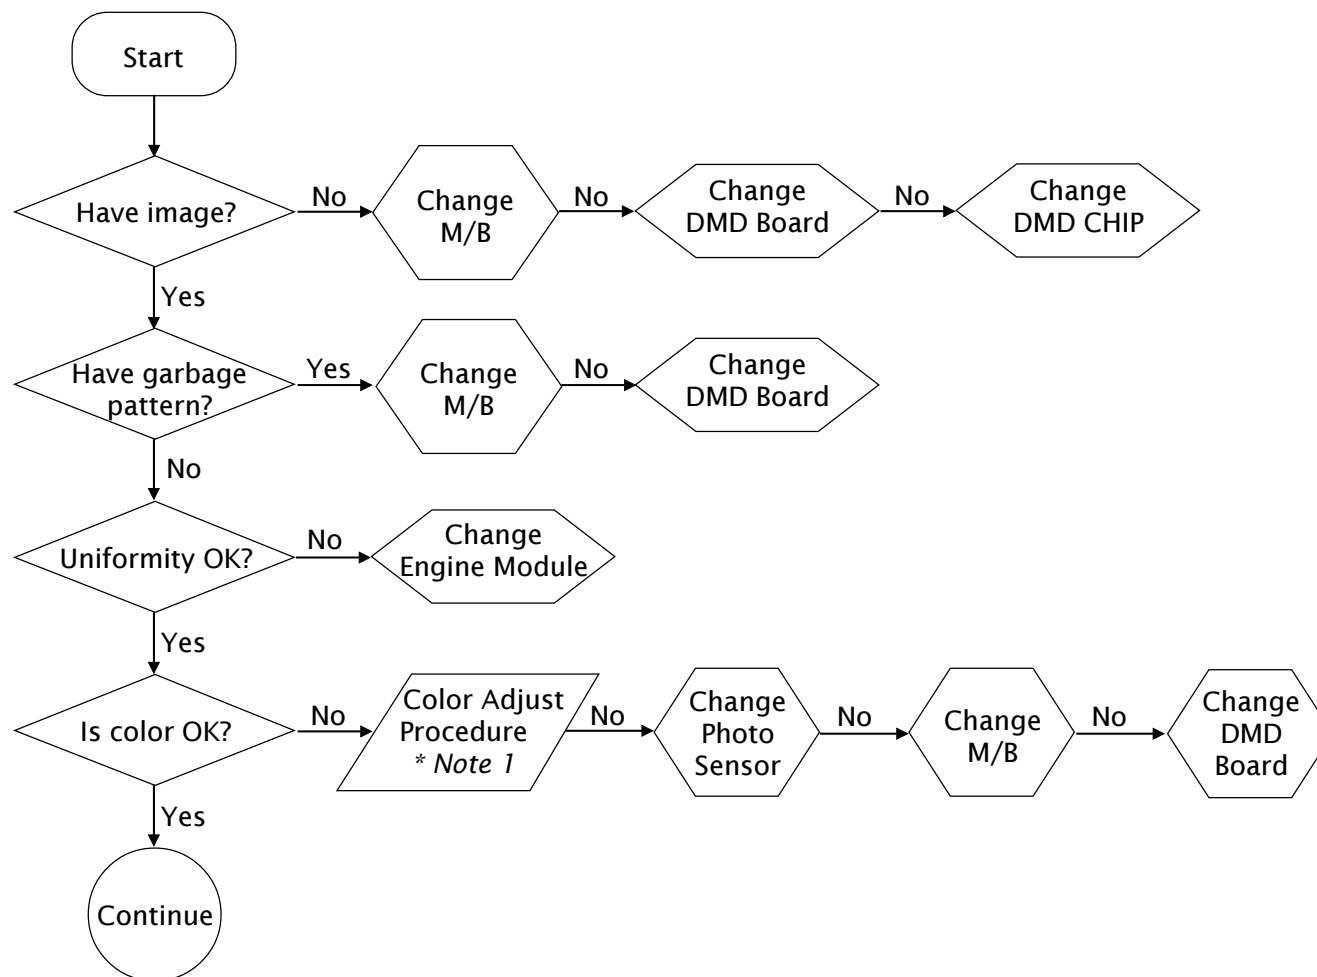 Start
Have image?
No
Change
M/B
No
Change
DMD Board
No
Change
DMD CHIP
Yes
Have garbage
pattern?
Yes
Change
M/B
No
Change
DMD Board
No
Uniformity OK?
No
Change
Engine Module
Yes
Is color OK?
No
Color Adjust
Procedure
* Note 1
No
Change
Photo
Sensor
No
Change
M/B
No
Change
DMD
Board
Yes
Continue